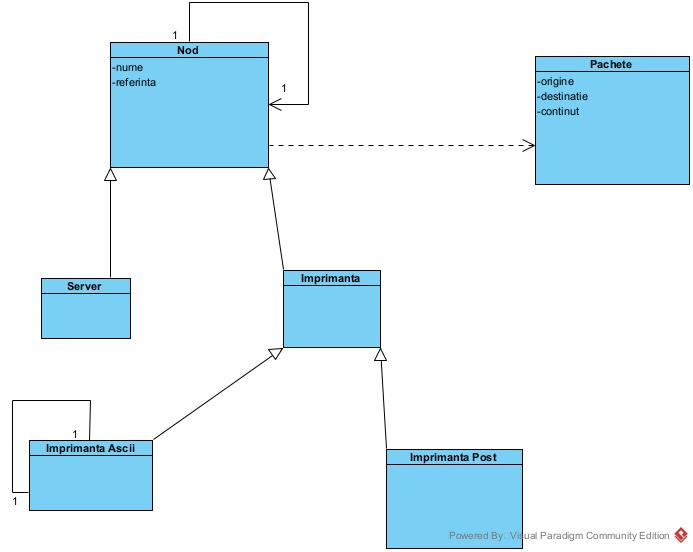 1
Nod
-nume
-referinta
1
Pachete
-origine
-destinatie
-continut
Server
Imprimanta
1
Imprimanta Ascii
1
Imprimanta Post
Powered By: Visual Paradigm Community Edition